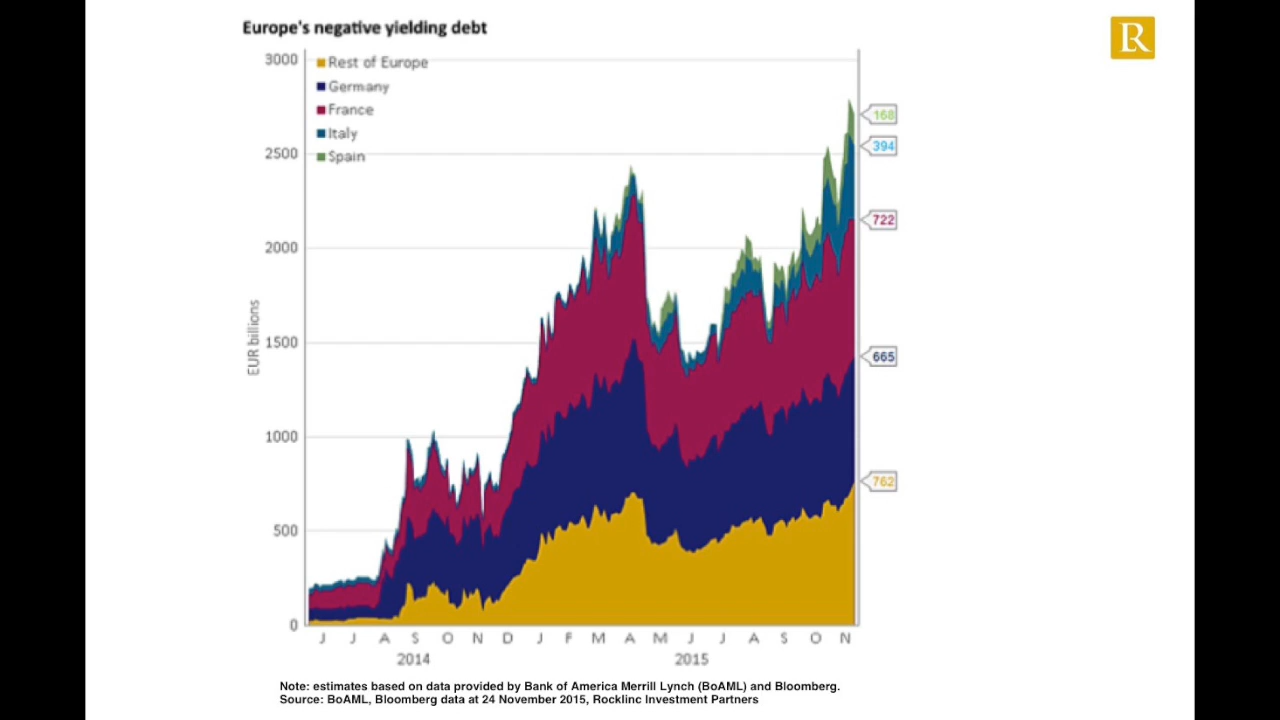 Europe's negative yielding debt
R
3000
Rest of Europe
Germany
France
Italy
Spain
2500
2000
1500
1000
500
0
EUR billions
168
394
722
665
762
J J A S O N D J F M A M J J A S O N
2014 2015
Note: estimates based on data provided by Bank of America Merrill Lynch (BoAML) and Bloomberg.
Source: BoAML, Bloomberg data at 24 November 2015, Rocklinc Investment Partners